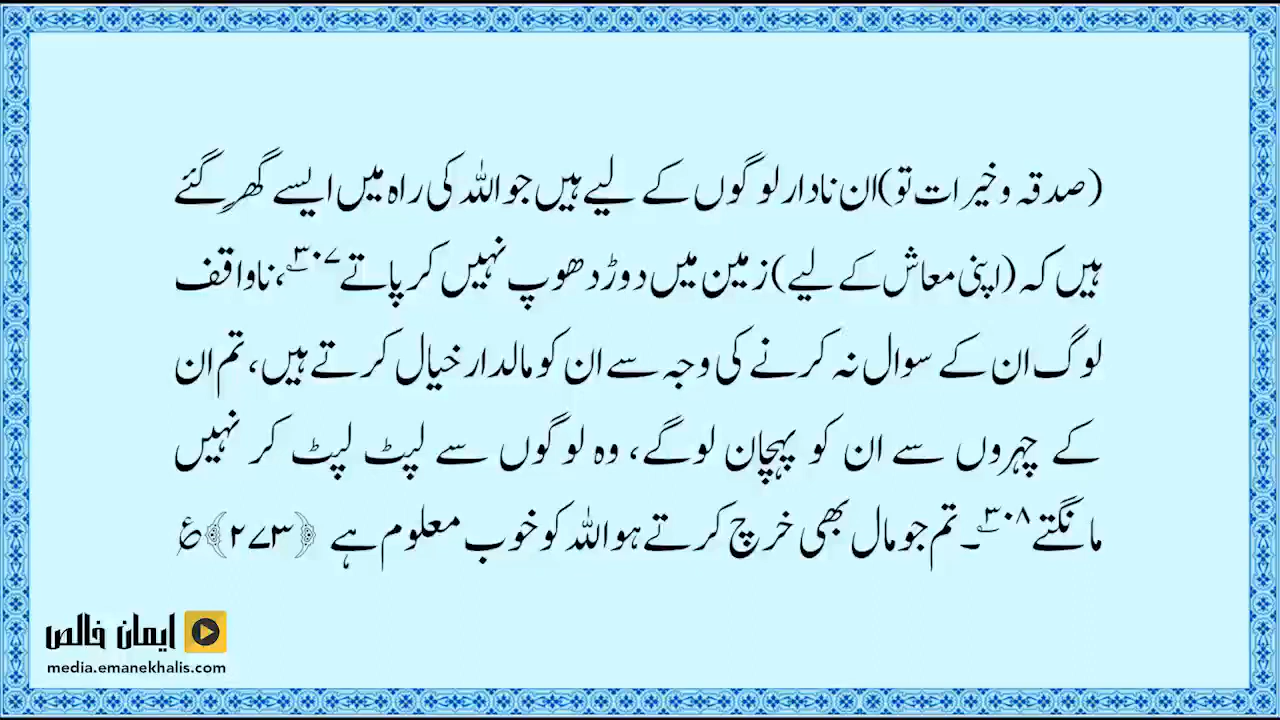 (صدقہ و خیرات تو) ان نادار لوگوں کے لیے ہیں جو اللہ کی راہ میں ایسے گھِر گئے
ہیں کہ (اپنی معاش کے لیے) زمین میں دوڑ دھوپ نہیں کر پاتے ۳۰۷؎، ناواقف
لوگ ان کے سوال نہ کرنے کی وجہ سے ان کو مالدار خیال کرتے ہیں، تم ان
کے چہروں سے ان کو پہچان لوگے، وہ لوگوں سے لپٹ لپٹ کر نہیں
مانگتے ۳۰۸؎۔ تم جو مال بھی خرچ کرتے ہو اللہ کو خوب معلوم ہے ﴿۲۷۳﴾ ع
ایمان خالص
media.emanekhalis.com